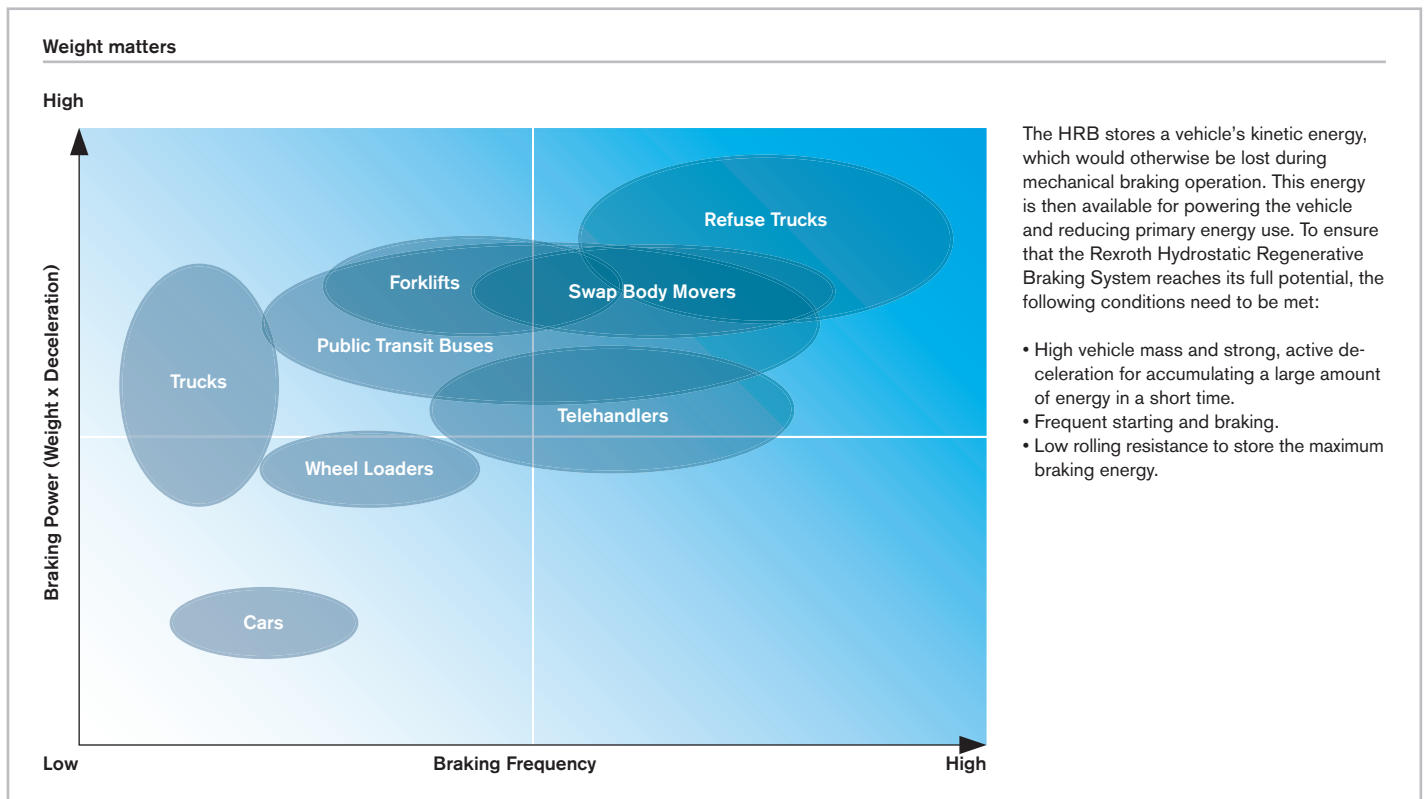 Weight matters
High
Braking Power (Weight x Deceleration)
Refuse Trucks
Forklifts
Swap Body Movers
Public Transit Buses
Trucks
Telehandlers
Wheel Loaders
Cars
Low
Braking Frequency
High
The HRB stores a vehicle’s kinetic energy,
which would otherwise be lost during
mechanical braking operation. This energy
is then available for powering the vehicle
and reducing primary energy use. To ensure
that the Rexroth Hydrostatic Regenerative
Braking System reaches its full potential, the
following conditions need to be met:
• High vehicle mass and strong, active de-
celeration for accumulating a large amount
of energy in a short time.
• Frequent starting and braking.
• Low rolling resistance to store the maximum
braking energy.